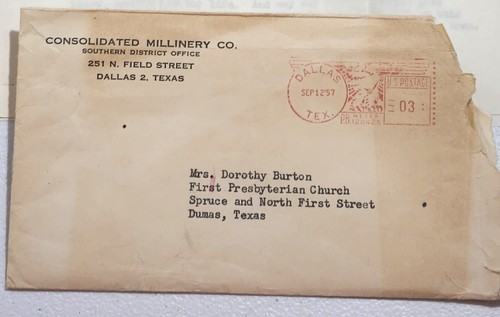 CONSOLIDATED MILLINERY CO.
SOUTHERN DISTRICT OFFICE
251 N. FIELD STREET
DALLAS 2, TEXAS
DALLAS
SEP 12 '57
TEX.
U.S. POSTAGE
03
P.B. METER
Mrs. Dorothy Burton
First Presbyterian Church
Spruce and North First Street
Dumas, Texas